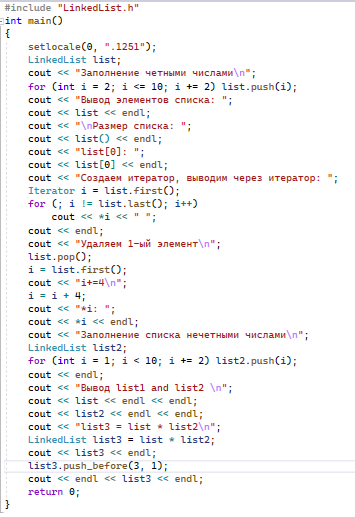 #include "LinkedList.h"
int main()
{
setlocale(0, ".1251");
LinkedList list;
cout << "Заполнение четными числами\n";
for (int i = 2; i <= 10; i += 2) list.push(i);
cout << "Вывод элементов списка: ";
cout << list << endl;
cout << "\nРазмер списка: ";
cout << list() << endl;
cout << "list[0]: ";
cout << list[0] << endl;
cout << "Создаем итератор, выводим через итератор: ";
Iterator i = list.first();
for (; i != list.last(); i++)
cout << *i << " ";
cout << endl;
cout << "Удаляем 1-ый элемент\n";
list.pop();
i = list.first();
cout << "i+=4\n";
i = i + 4;
cout << "*i: ";
cout << *i << endl;
cout << "Заполнение списка нечетными числами\n";
LinkedList list2;
for (int i = 1; i < 10; i += 2) list2.push(i);
cout << endl;
cout << "Вывод list1 and list2 \n";
cout << list << endl << endl;
cout << list2 << endl << endl;
cout << "list3 = list * list2\n";
LinkedList list3 = list * list2;
cout << list3 << endl;
list3.push_before(3, 1);
cout << endl << list3 << endl;
return 0;
}